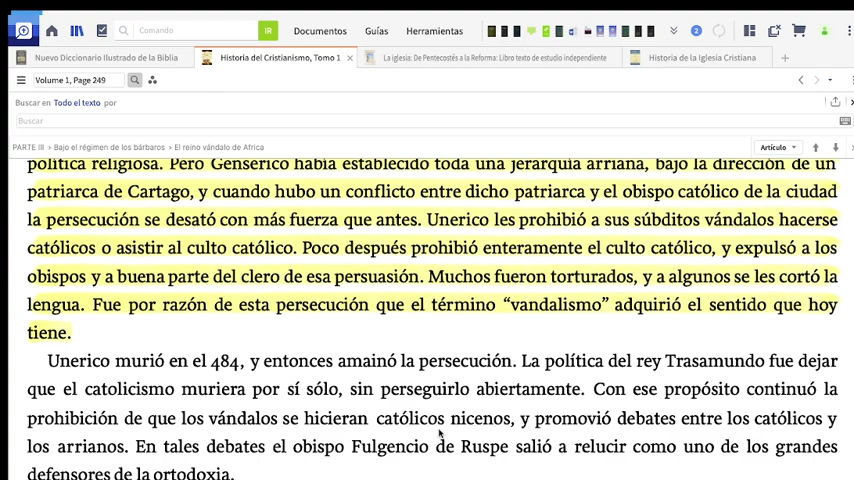 Comando
IR
Documentos
Guías
Herramientas
2
Nuevo Diccionario Ilustrado de la Biblia
Historia del Cristianismo, Tomo 1
La iglesia: De Pentecostés a la Reforma: Libro texto de estudio independiente
Historia de la Iglesia Cristiana
Volume 1, Page 249
Buscar en Todo el texto por
Buscar
PARTE III › Bajo el régimen de los bárbaros › El reino vándalo de Africa
Artículo
política religiosa. Pero Genserico había establecido toda una jerarquía arriana, bajo la dirección de un
patriarca de Cartago, y cuando hubo un conflicto entre dicho patriarca y el obispo católico de la ciudad
la persecución se desató con más fuerza que antes. Unerico les prohibió a sus súbditos vándalos hacerse
católicos o asistir al culto católico. Poco después prohibió enteramente el culto católico, y expulsó a los
obispos y a buena parte del clero de esa persuasión. Muchos fueron torturados, y a algunos se les cortó la
lengua. Fue por razón de esta persecución que el término “vandalismo” adquirió el sentido que hoy
tiene.
Unerico murió en el 484, y entonces amainó la persecución. La política del rey Trasamundo fue dejar
que el catolicismo muriera por sí sólo, sin perseguirlo abiertamente. Con ese propósito continuó la
prohibición de que los vándalos se hicieran católicos nicenos, y promovió debates entre los católicos y
los arrianos. En tales debates el obispo Fulgencio de Ruspe salió a relucir como uno de los grandes
defensores de la ortodoxia.